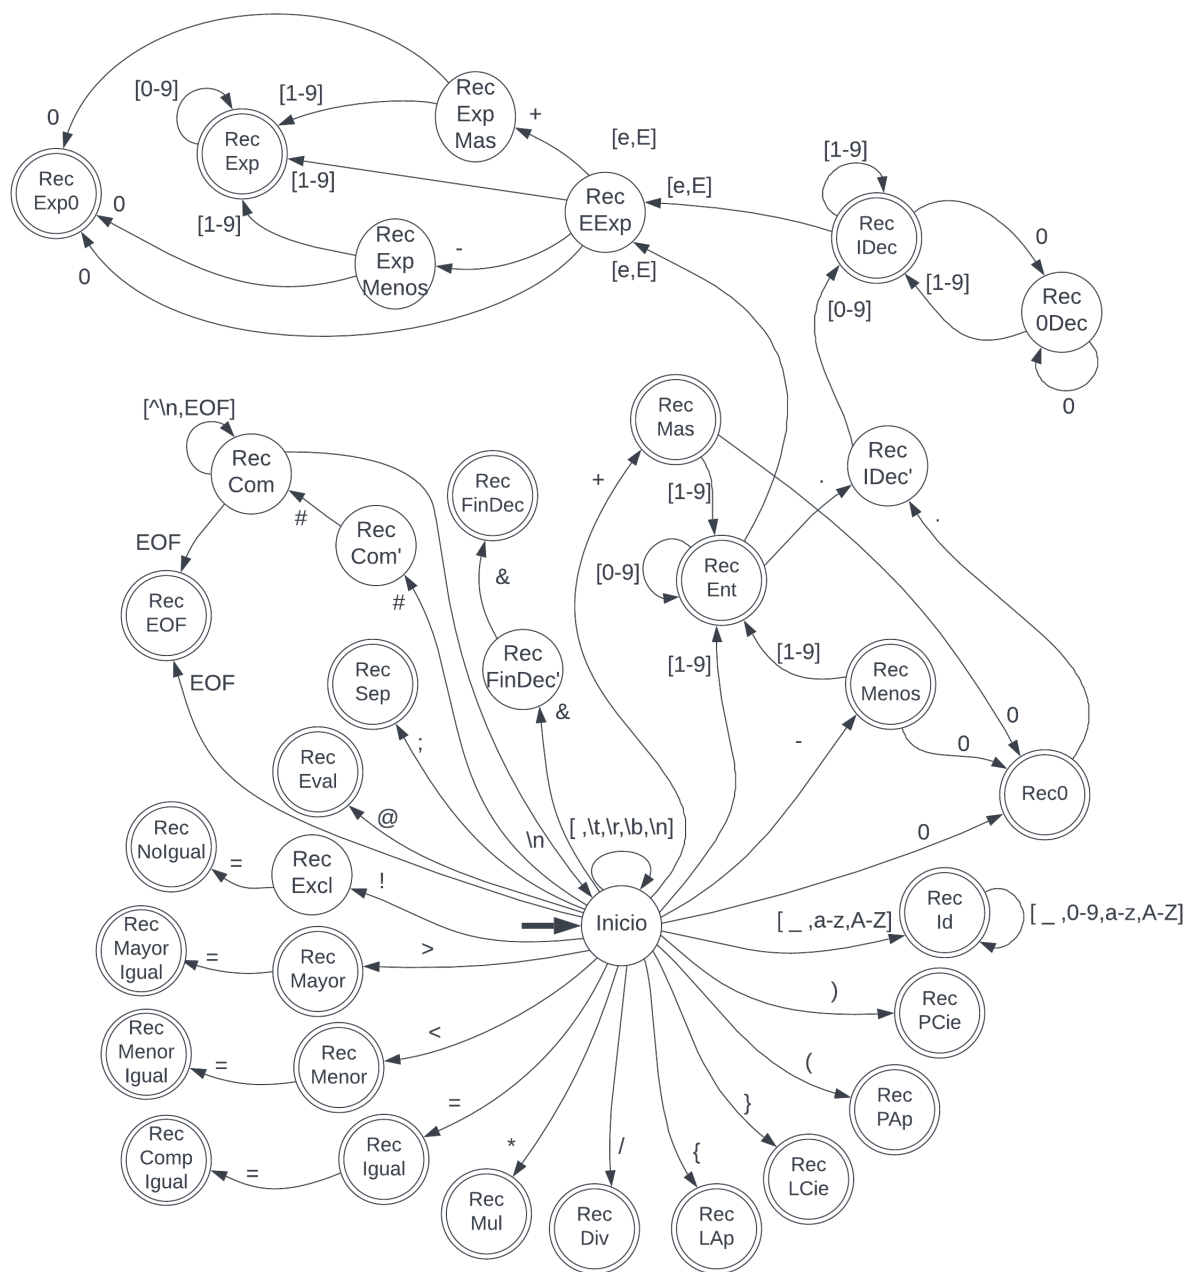 [0-9]
[1-9]
Rec
Exp
Mas
+
[e,E]
0
Rec
Exp
[1-9]
[1-9]
Rec
Exp0
0
[1-9]
Rec
Exp
Menos
-
0
Rec
EExp
[e,E]
[e,E]
Rec
IDec
[0-9]
0
[1-9]
Rec
0Dec
0
[^\n,EOF]
Rec
Com
#
Rec
Com'
#
EOF
Rec
EOF
EOF
Rec
FinDec
&
Rec
FinDec'
&
Rec
Sep
;
Rec
Eval
@
\n
[ ,\t,\r,\b,\n]
Rec
Mas
+
[1-9]
[0-9]
Rec
Ent
.
Rec
IDec'
.
[1-9]
[1-9]
Rec
Menos
-
0
0
Rec0
0
Rec
NoIgual
=
Rec
Excl
!
Inicio
[ _ ,a-z,A-Z]
Rec
Id
[ _ ,0-9,a-z,A-Z]
Rec
Mayor
Igual
=
Rec
Mayor
>
)
Rec
PCie
Rec
Menor
Igual
=
Rec
Menor
<
(
Rec
PAp
Rec
Comp
Igual
=
Rec
Igual
=
*
Rec
Mul
/
Rec
Div
{
Rec
LAp
}
Rec
LCie